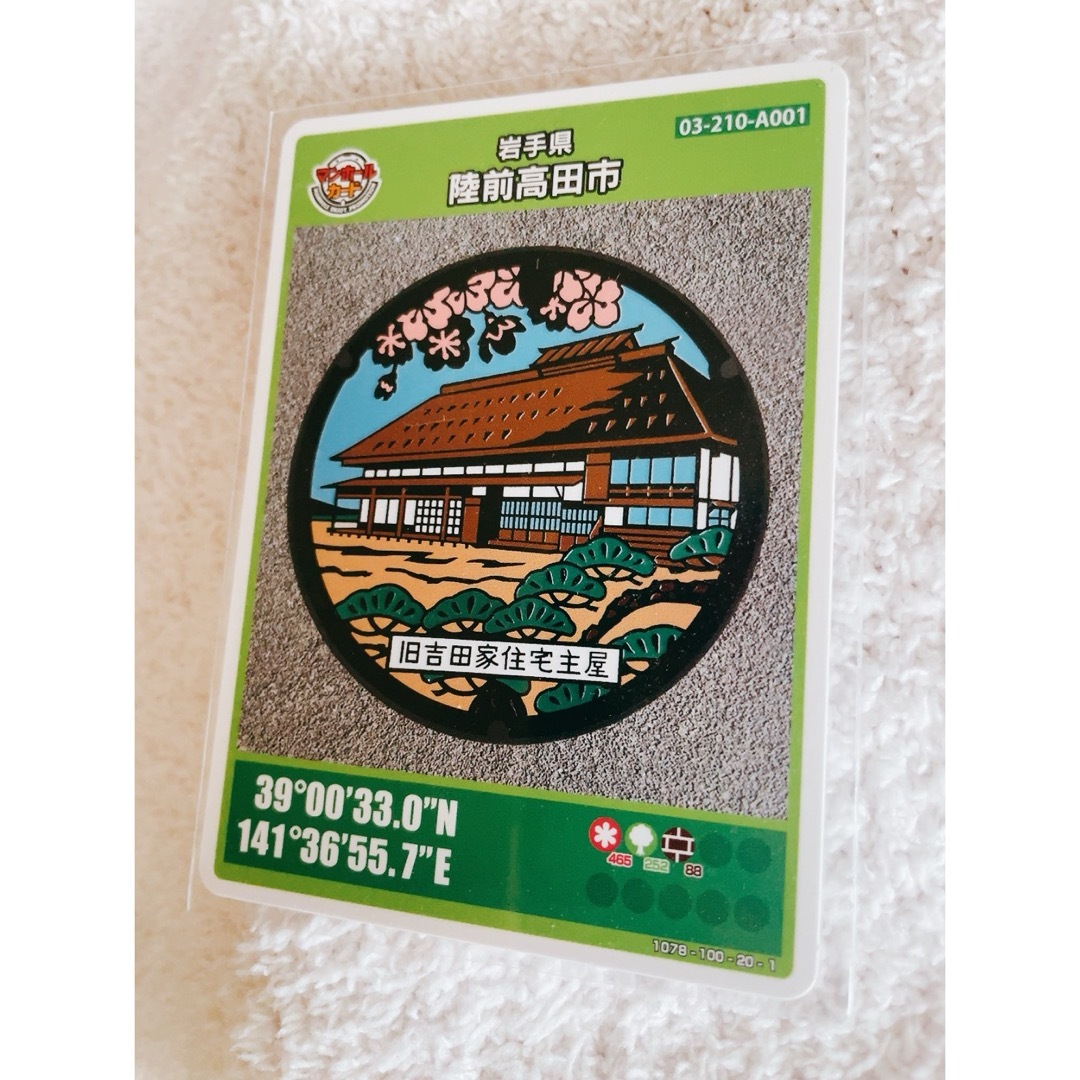 03-210-A001
岩手県
マンホール
カード
陸前高田市
旧吉田家住宅主屋
39°00'33.0"N
141°36'55.7"E
465 252 88
1078-100-20-1